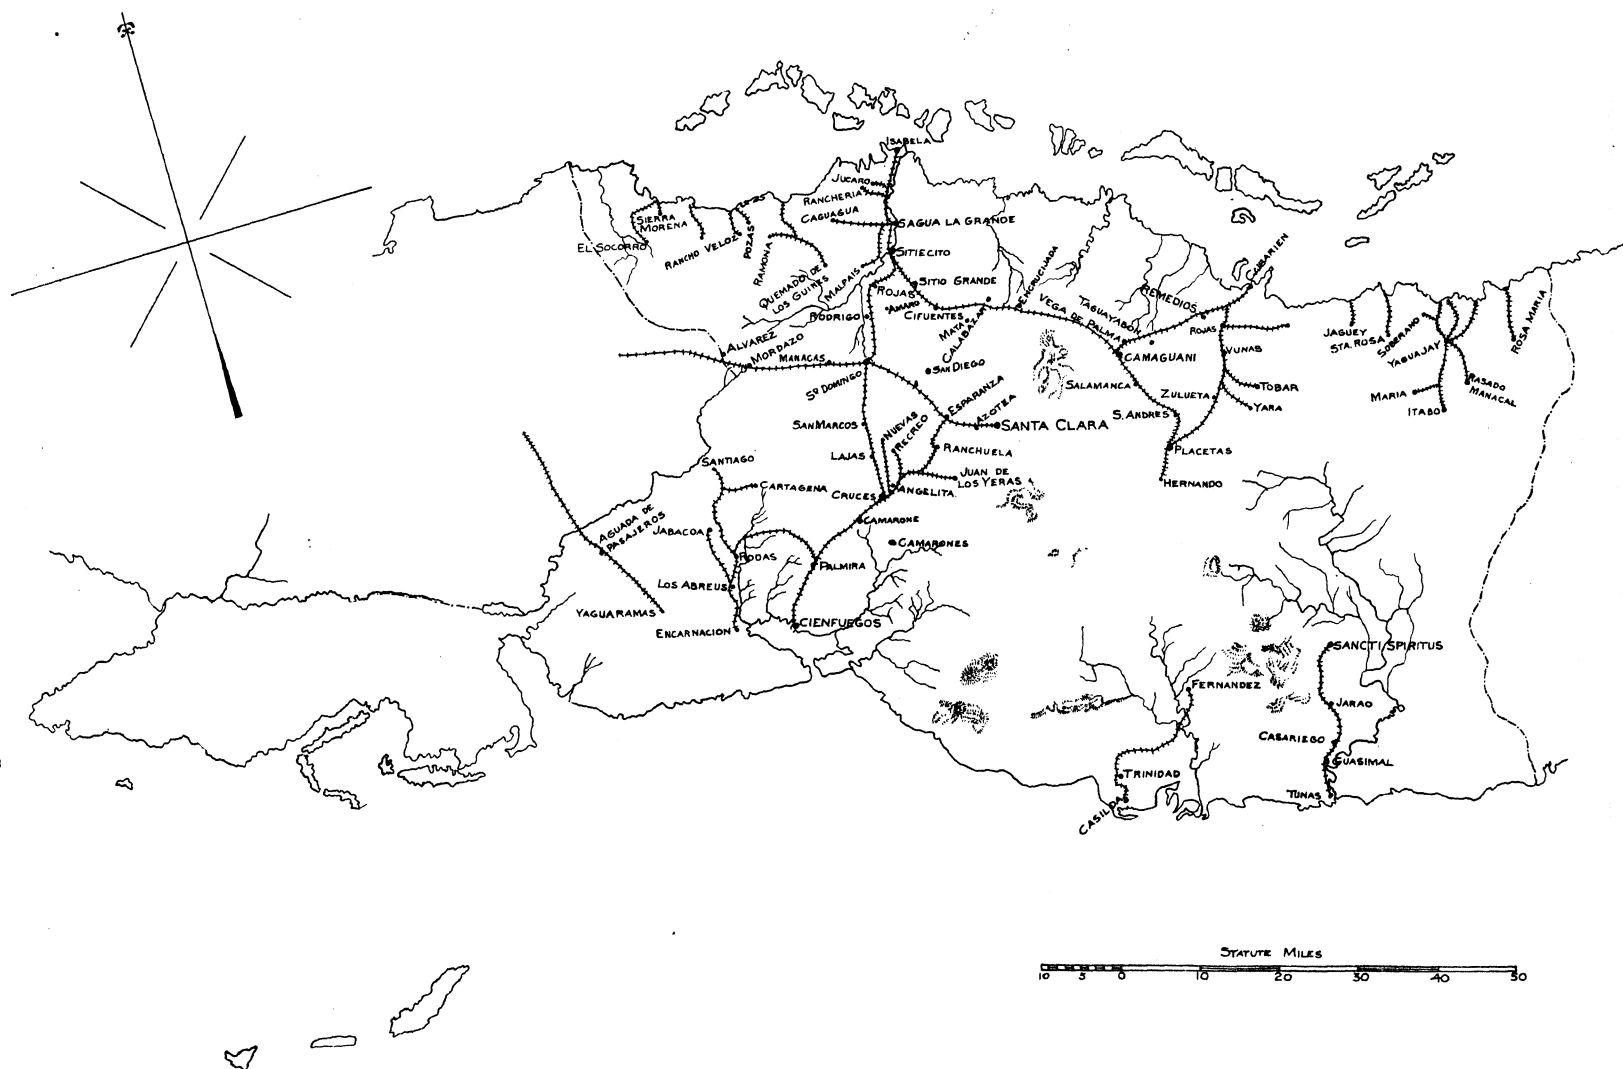 ISABELA
JUCARO
RANCHERIA
CAGUAGUA
SAGUA LA GRANDE
SIERRA
MORENA
EL SOCORRO
RANCHO VELOZ
POZAS
RAMONA
QUEMADO DE
LOS GUINES
MALPAIS
SITIECITO
SITIO GRANDE
ROJAS
AMARO
RODRIGO
CIFUENTES
MATA
CALABAZAR
ENCRUCIJADA
VEGA DE PALMA
TAGUAYABON
REMEDIOS
CAIBARIEN
ROJAS
JAGUEY
STA. ROSA
SOBERANO
YAGUAJAY
ROSA MARIA
ALVAREZ
MORDAZO
MANACAS
STO DOMINGO
SAN DIEGO
CAMAGUANI
VUNAS
SALAMANCA
ZULUETA
TOBAR
YARA
MARIA
ITABO
RASADO
MANACAL
ESPARANZA
AZOTEA
SANTA CLARA
S. ANDRES
SAN MARCOS
NUEVAS
RECREO
RANCHUELA
PLACETAS
LAJAS
SANTIAGO
JUAN DE
LOS YERAS
HERNANDO
CARTAGENA
CRUCES
ANGELITA
CAMARONE
AGUADA DE
PASAJEROS
JABACOA
CAMARONES
RODAS
PALMIRA
LOS ABREUS
YAGUARAMAS
ENCARNACION
CIENFUEGOS
SANCTI SPIRITUS
FERNANDEZ
JARAO
CASARIEGO
GUASIMAL
TRINIDAD
TUNAS
CASILDA
STATUTE MILES
10 5 0 10 20 30 40 50